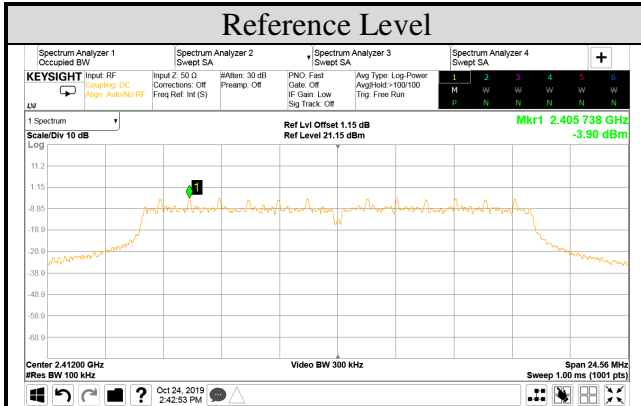 Reference Level
Spectrum Analyzer 1
Occupied BW
Spectrum Analyzer 2
Swept SA
Spectrum Analyzer 3
Swept SA
Spectrum Analyzer 4
Swept SA
+
KEYSIGHT
LXI
Input: RF
Coupling: DC
Align: Auto/No RF
Input Z: 50 Ω
Corrections: Off
Freq Ref: Int (S)
#Atten: 30 dB
Preamp: Off
PNO: Fast
Gate: Off
IF Gain: Low
Sig Track: Off
Avg Type: Log-Power
Avg|Hold:>100/100
Trig: Free Run
1 2 3 4 5 6
M W W W W W
P N N N N N
1 Spectrum
Scale/Div 10 dB
Ref Lvl Offset 1.15 dB
Ref Level 21.15 dBm
Mkr1 2.405 738 GHz
-3.90 dBm
Log
11.2
1.15
-8.85
-18.9
-28.9
-38.9
-48.9
-58.9
-68.9
1
Center 2.41200 GHz
#Res BW 100 kHz
Video BW 300 kHz
Span 24.56 MHz
Sweep 1.00 ms (1001 pts)
?
Oct 24, 2019
2:42:53 PM